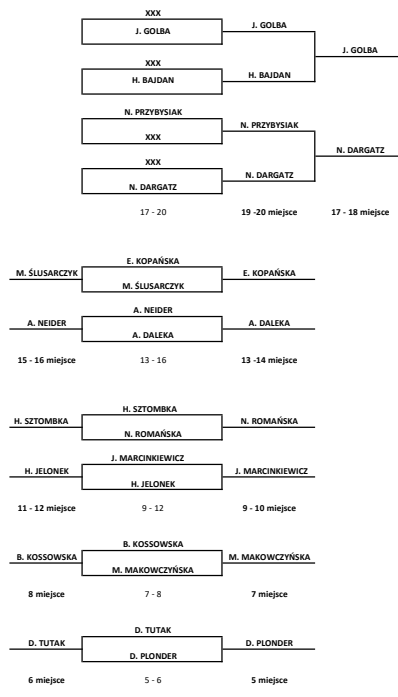 XXX
J. GOLBA J. GOLBA
J. GOLBA
XXX
H. BAJDAN H. BAJDAN
N. PRZYBYSIAK
XXX N. PRZYBYSIAK
N. DARGATZ
XXX
N. DARGATZ N. DARGATZ
17 - 20 19 -20 miejsce 17 - 18 miejsce
E. KOPAŃSKA
M. ŚLUSARCZYK M. ŚLUSARCZYK E. KOPAŃSKA
A. NEIDER
A. NEIDER A. DALEKA A. DALEKA
15 - 16 miejsce 13 - 16 13 -14 miejsce
H. SZTOMBKA
H. SZTOMBKA N. ROMAŃSKA N. ROMAŃSKA
J. MARCINKIEWICZ
H. JELONEK H. JELONEK J. MARCINKIEWICZ
11 - 12 miejsce 9 - 12 9 - 10 miejsce
B. KOSSOWSKA
B. KOSSOWSKA M. MAKOWCZYŃSKA M. MAKOWCZYŃSKA
8 miejsce 7 - 8 7 miejsce
D. TUTAK
D. TUTAK D. PLONDER D. PLONDER
6 miejsce 5 - 6 5 miejsce